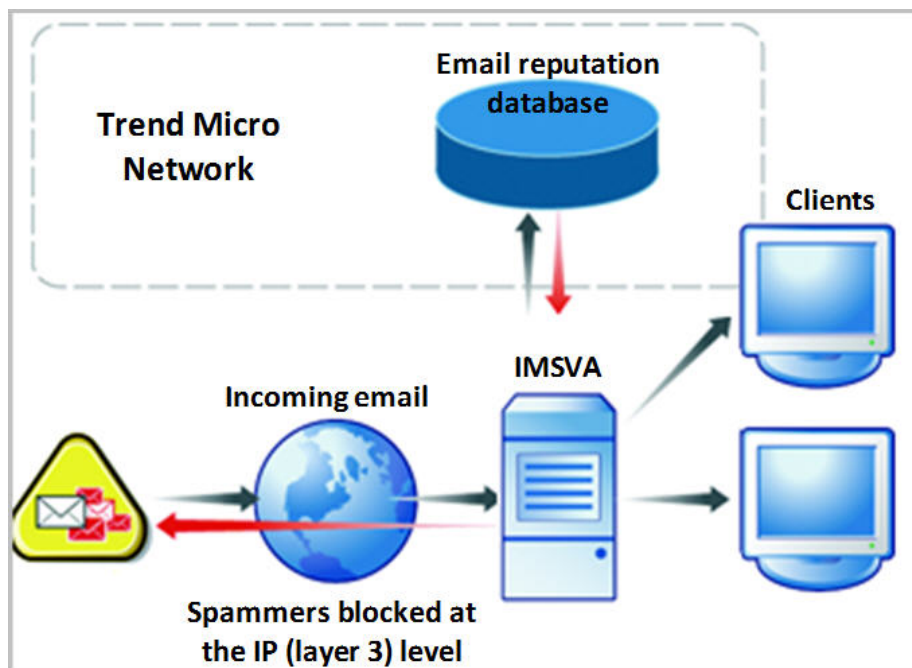 Email reputation
database
Trend Micro
Network
Clients
IMSVA
Incoming email
Spammers blocked at
the IP (layer 3) level